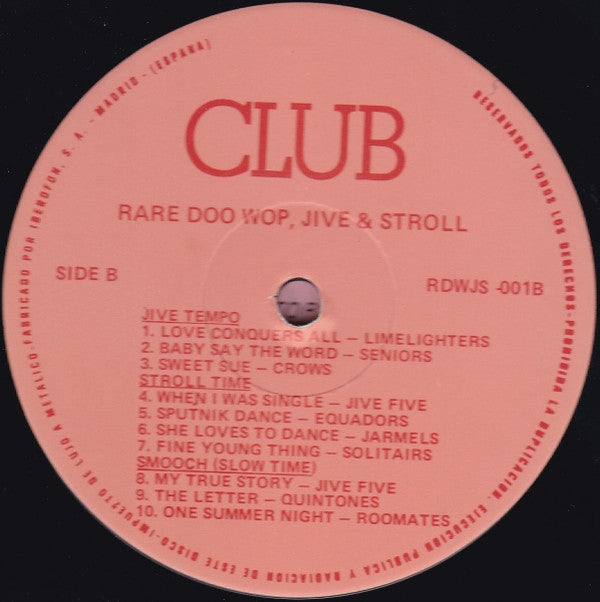 CLUB
RARE DOO WOP, JIVE & STROLL
SIDE B
RDWJS -001B
JIVE TEMPO
1. LOVE CONQUERS ALL – LIMELIGHTERS
2. BABY SAY THE WORD – SENIORS
3. SWEET SUE – CROWS
STROLL TIME
4. WHEN I WAS SINGLE – JIVE FIVE
5. SPUTNIK DANCE – EQUADORS
6. SHE LOVES TO DANCE – JARMELS
7. FINE YOUNG THING – SOLITAIRS
SMOOCH (SLOW TIME)
8. MY TRUE STORY – JIVE FIVE
9. THE LETTER – QUINTONES
10. ONE SUMMER NIGHT – ROOMATES
RESERVADOS TODOS LOS DERECHOS-PROHIBIDA LA DUPLICACION, EJECUCION PUBLICA Y RADIACION DE ESTE DISCO-IMPUESTO DE LUJO A METALICO-FABRICADO POR IBEROFON, S. A. - MADRID - (ESPAÑA)